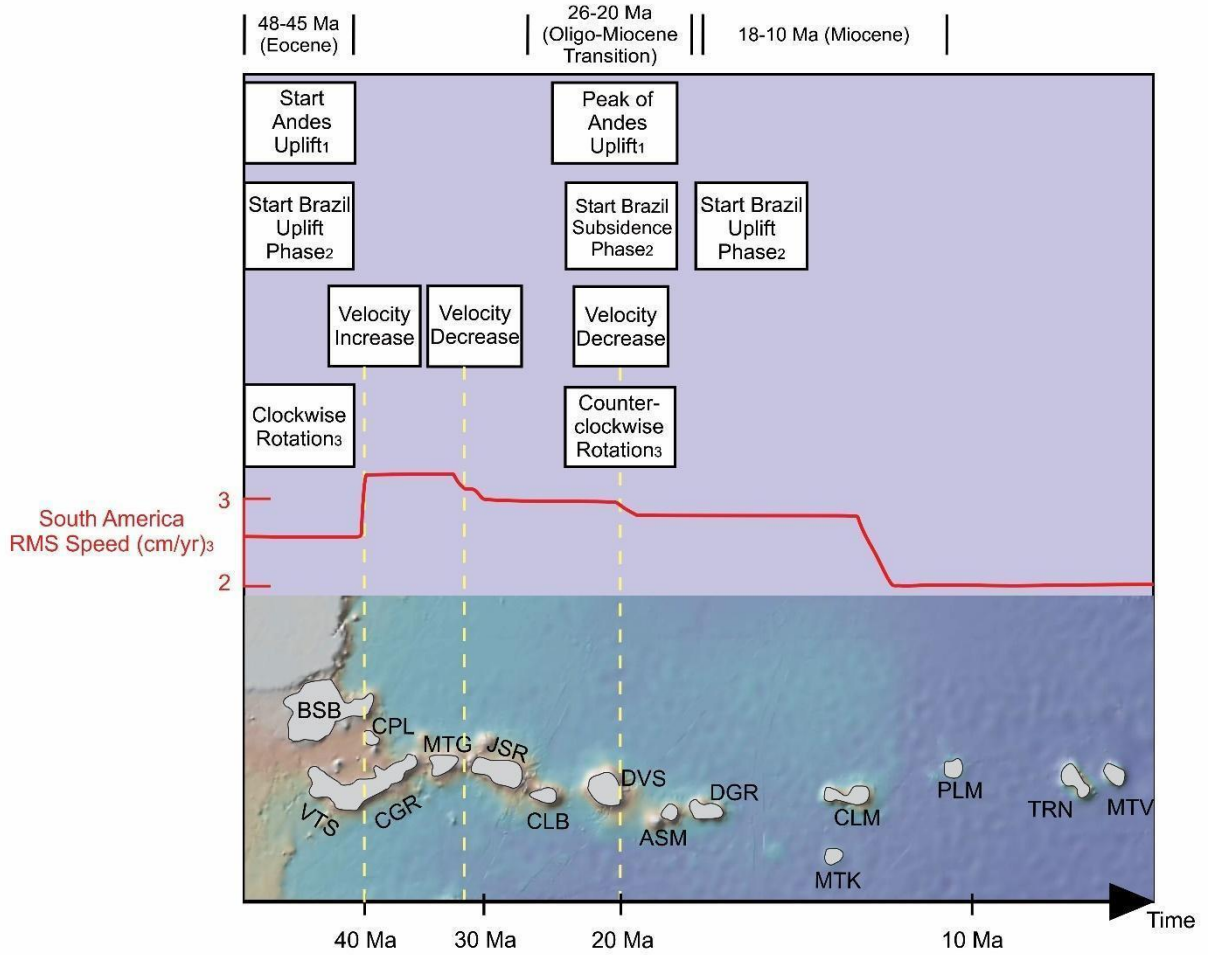 48-45 Ma
(Eocene)
26-20 Ma
(Oligo-Miocene
Transition)
18-10 Ma (Miocene)
Start
Andes
Uplift1
Peak of
Andes
Uplift1
Start Brazil
Uplift
Phase2
Start Brazil
Subsidence
Phase2
Start Brazil
Uplift
Phase2
Velocity
Increase
Velocity
Decrease
Velocity
Decrease
Clockwise
Rotation3
Counter-
clockwise
Rotation3
3
South America
RMS Speed (cm/yr)3
2
BSB
CPL
MTG
JSR
VTS
CGR
CLB
DVS
ASM
DGR
CLM
MTK
PLM
TRN
MTV
Time
40 Ma
30 Ma
20 Ma
10 Ma